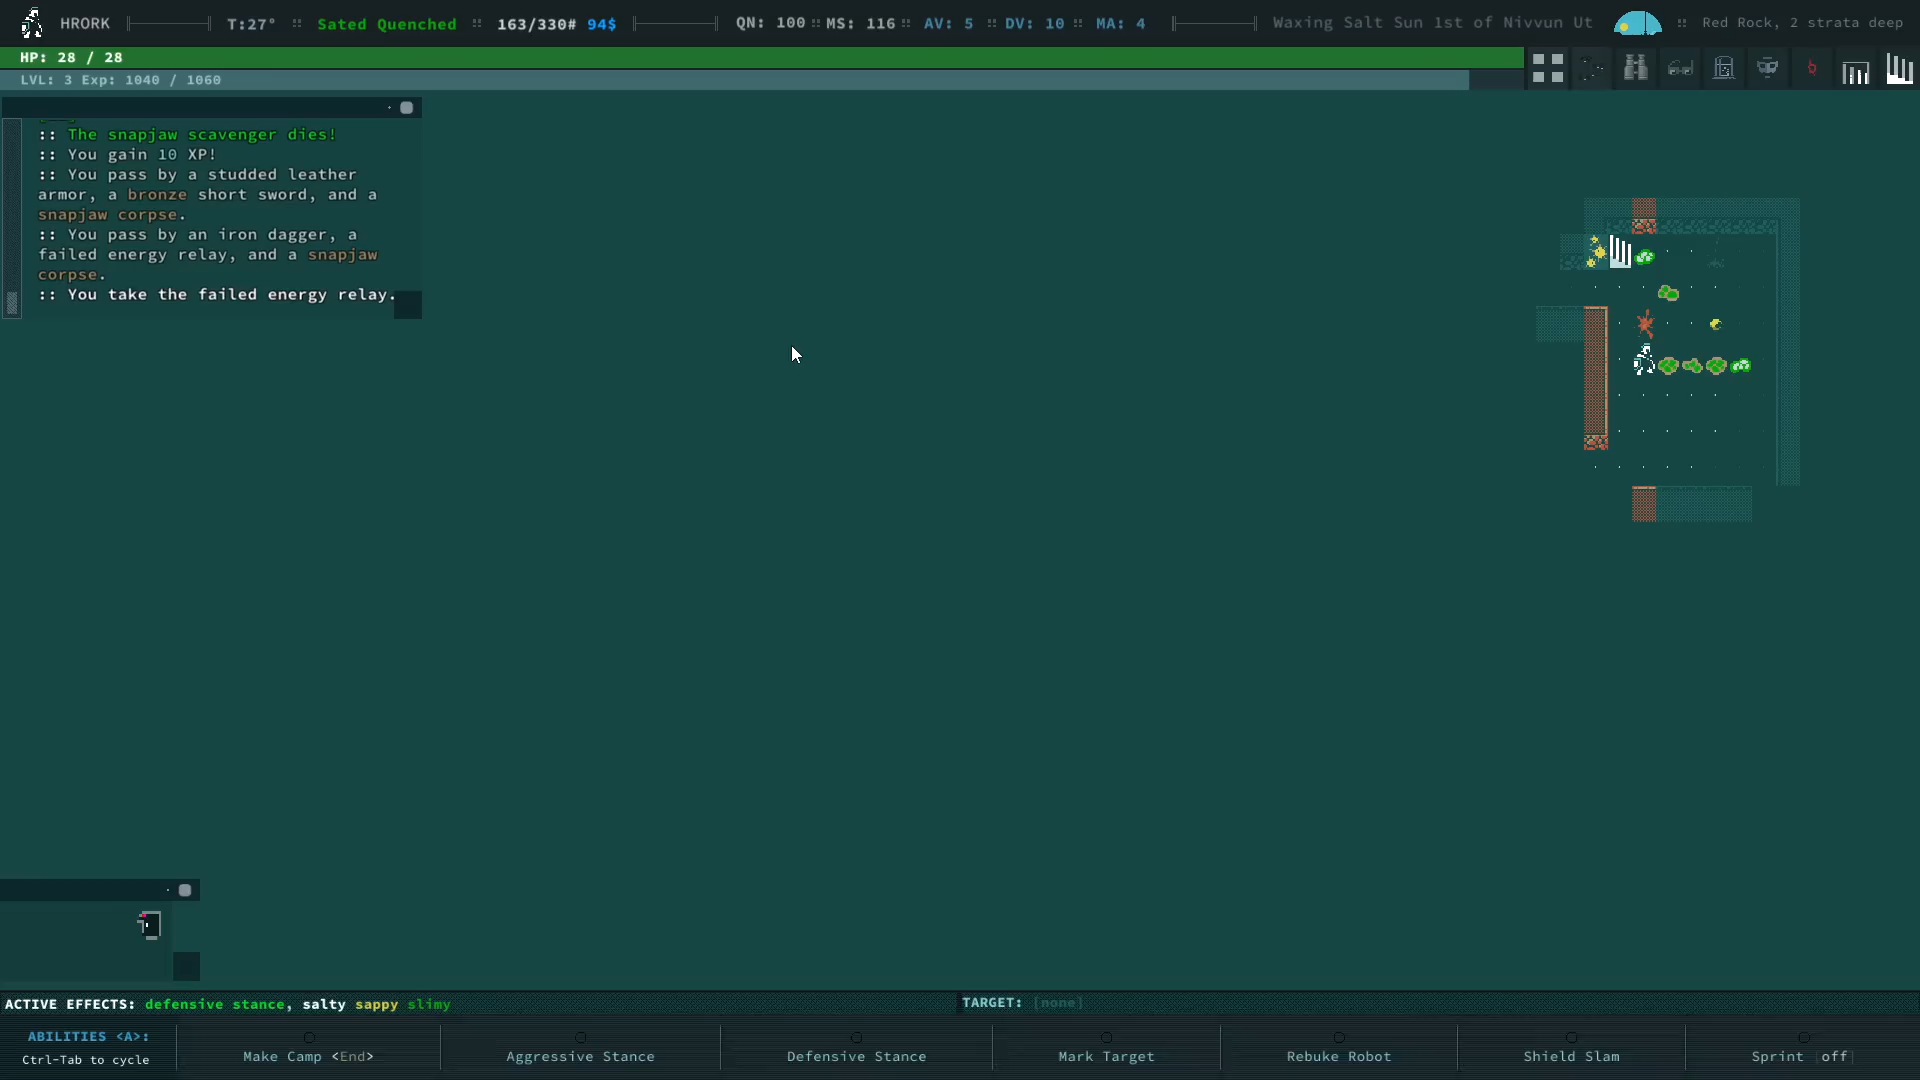 HRORK T:27° :: Sated Quenched :: 163/330# 94$ QN: 100 :: MS: 116 :: AV: 5 :: DV: 10 :: MA: 4 Waxing Salt Sun 1st of Nivvun Ut :: Red Rock, 2 strata deep
HP: 28 / 28
LVL: 3 Exp: 1040 / 1060
:: The snapjaw scavenger dies!
:: You gain 10 XP!
:: You pass by a studded leather
armor, a bronze short sword, and a
snapjaw corpse.
:: You pass by an iron dagger, a
failed energy relay, and a snapjaw
corpse.
:: You take the failed energy relay.
ACTIVE EFFECTS: defensive stance, salty sappy slimy
TARGET: [none]
ABILITIES <A>:
Ctrl-Tab to cycle
Make Camp <End>
Aggressive Stance
Defensive Stance
Mark Target
Rebuke Robot
Shield Slam
Sprint [off]